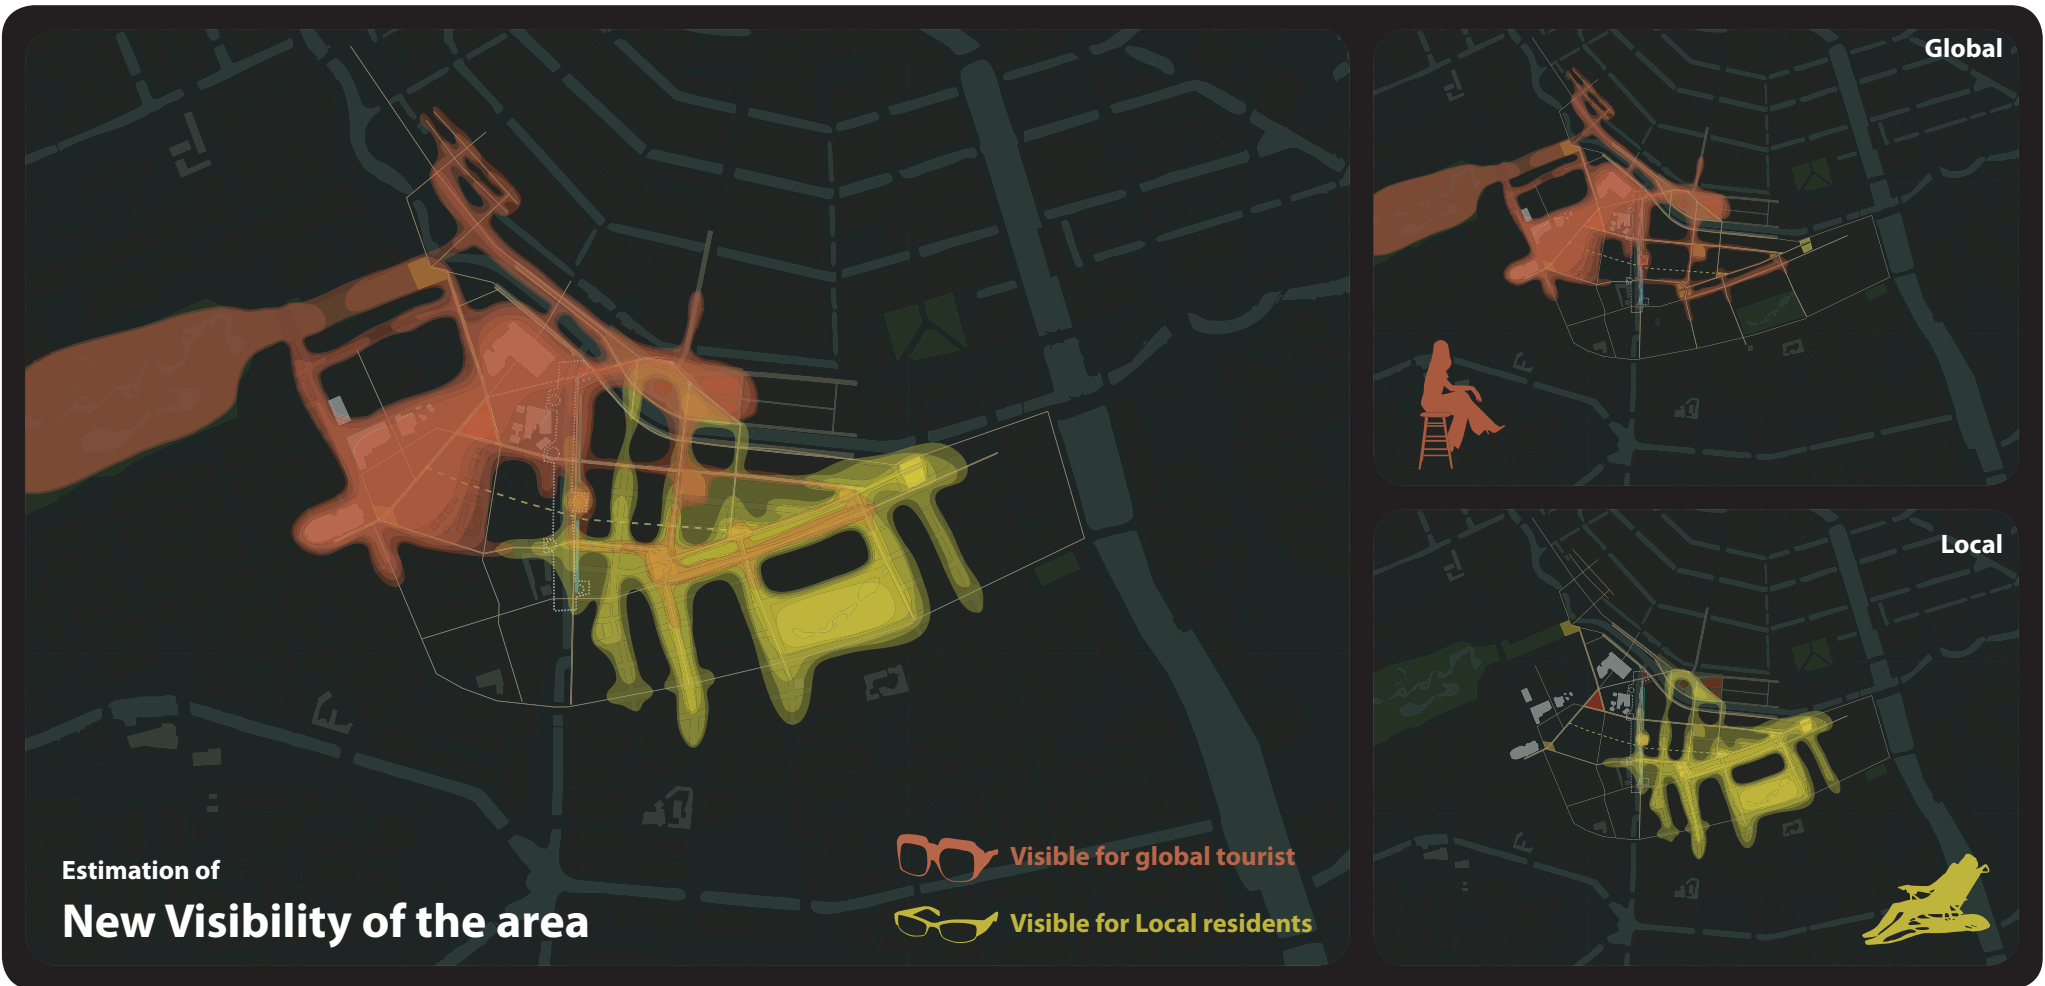 Global
Local
Estimation of
New Visibility of the area
Visible for global tourist
Visible for Local residents